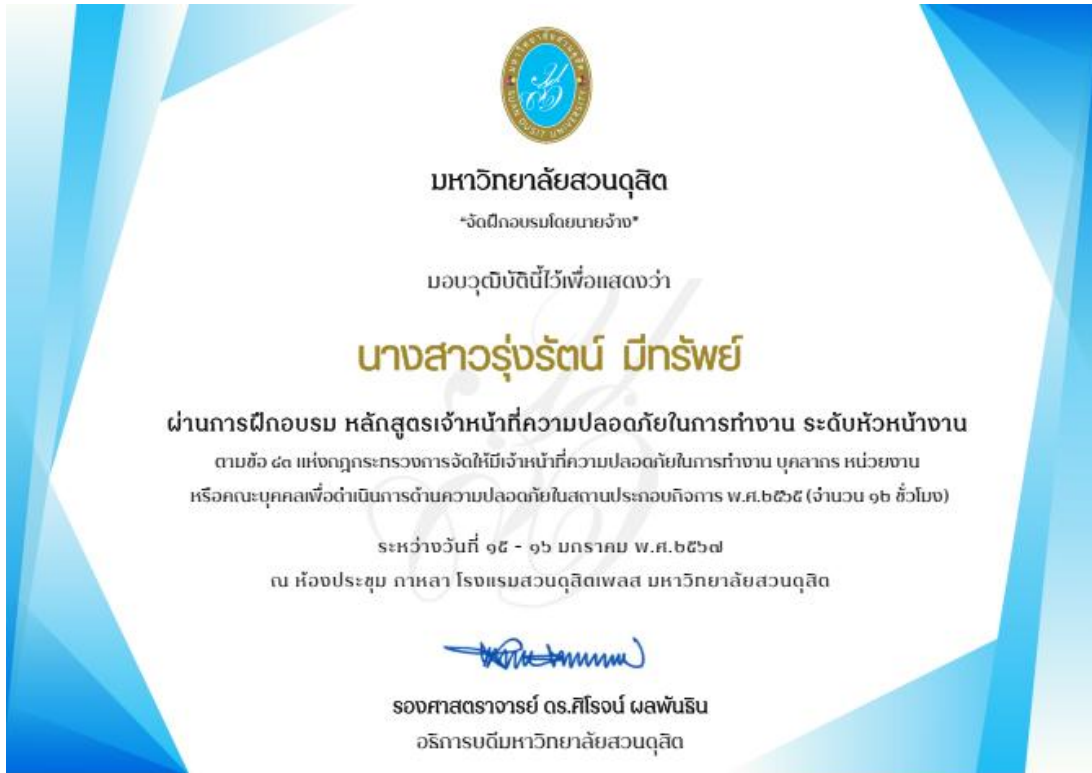 มหาวิทยาลัยสวนดุสิต
SUAN DUSIT UNIVERSITY
มหาวิทยาลัยสวนดุสิต
"จัดฝึกอบรมโดยนายจ้าง"
มอบวุฒิบัตินี้ไว้เพื่อแสดงว่า
นางสาวรุ่งรัตน์ มีทรัพย์
ผ่านการฝึกอบรม หลักสูตรเจ้าหน้าที่ความปลอดภัยในการทำงาน ระดับหัวหน้างาน
ตามข้อ ๔๓ แห่งกฎกระทรวงการจัดให้มีเจ้าหน้าที่ความปลอดภัยในการทำงาน บุคลากร หน่วยงาน
หรือคณะบุคคลเพื่อดำเนินการด้านความปลอดภัยในสถานประกอบกิจการ พ.ศ.๒๕๖๕ (จำนวน ๑๒ ชั่วโมง)
ระหว่างวันที่ ๑๕ - ๑๖ มกราคม พ.ศ.๒๕๖๗
ณ ห้องประชุม กาหลา โรงแรมสวนดุสิตเพลส มหาวิทยาลัยสวนดุสิต
รองศาสตราจารย์ ดร.ศิโรจน์ ผลพันธิน
อธิการบดีมหาวิทยาลัยสวนดุสิต